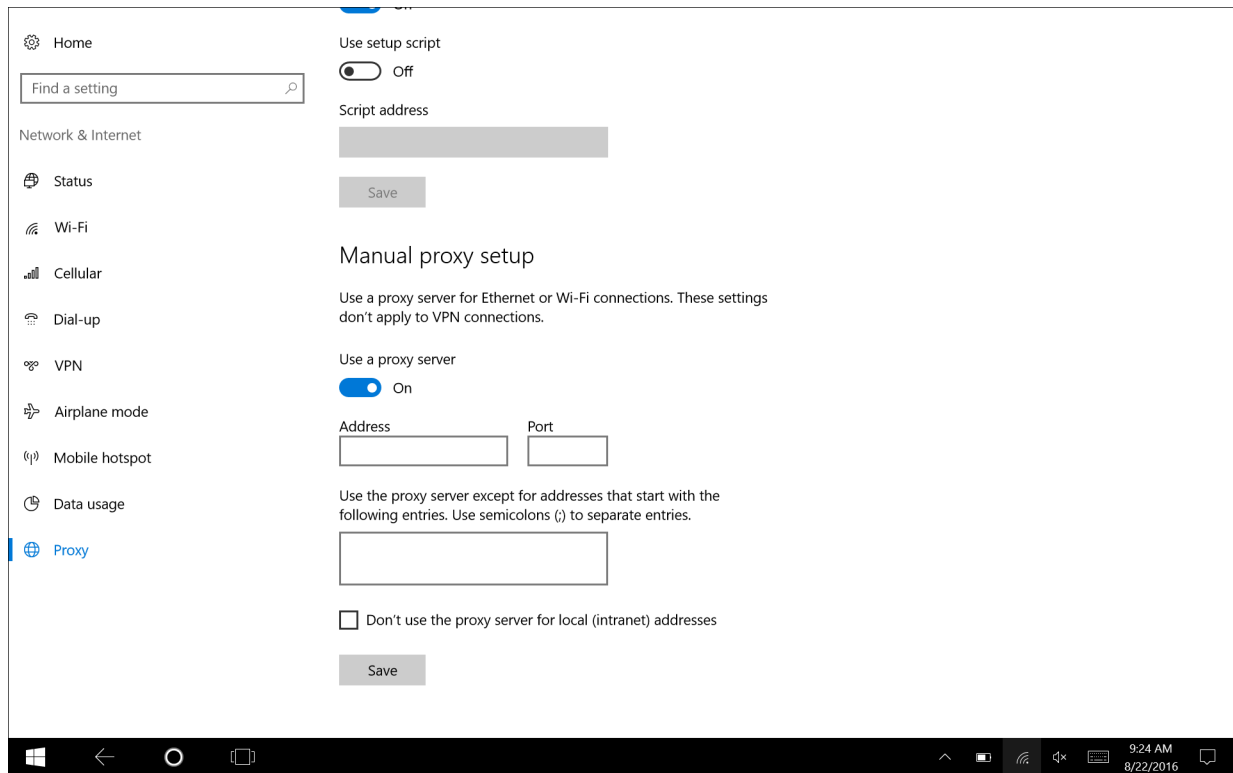 Home
Find a setting
Network & Internet
Status
Wi-Fi
Cellular
Dial-up
VPN
Airplane mode
Mobile hotspot
Data usage
Proxy
Use setup script
Off
Script address
Save
Manual proxy setup
Use a proxy server for Ethernet or Wi-Fi connections. These settings
don't apply to VPN connections.
Use a proxy server
On
Address Port
Use the proxy server except for addresses that start with the
following entries. Use semicolons (;) to separate entries.
Don't use the proxy server for local (intranet) addresses
Save
9:24 AM
8/22/2016